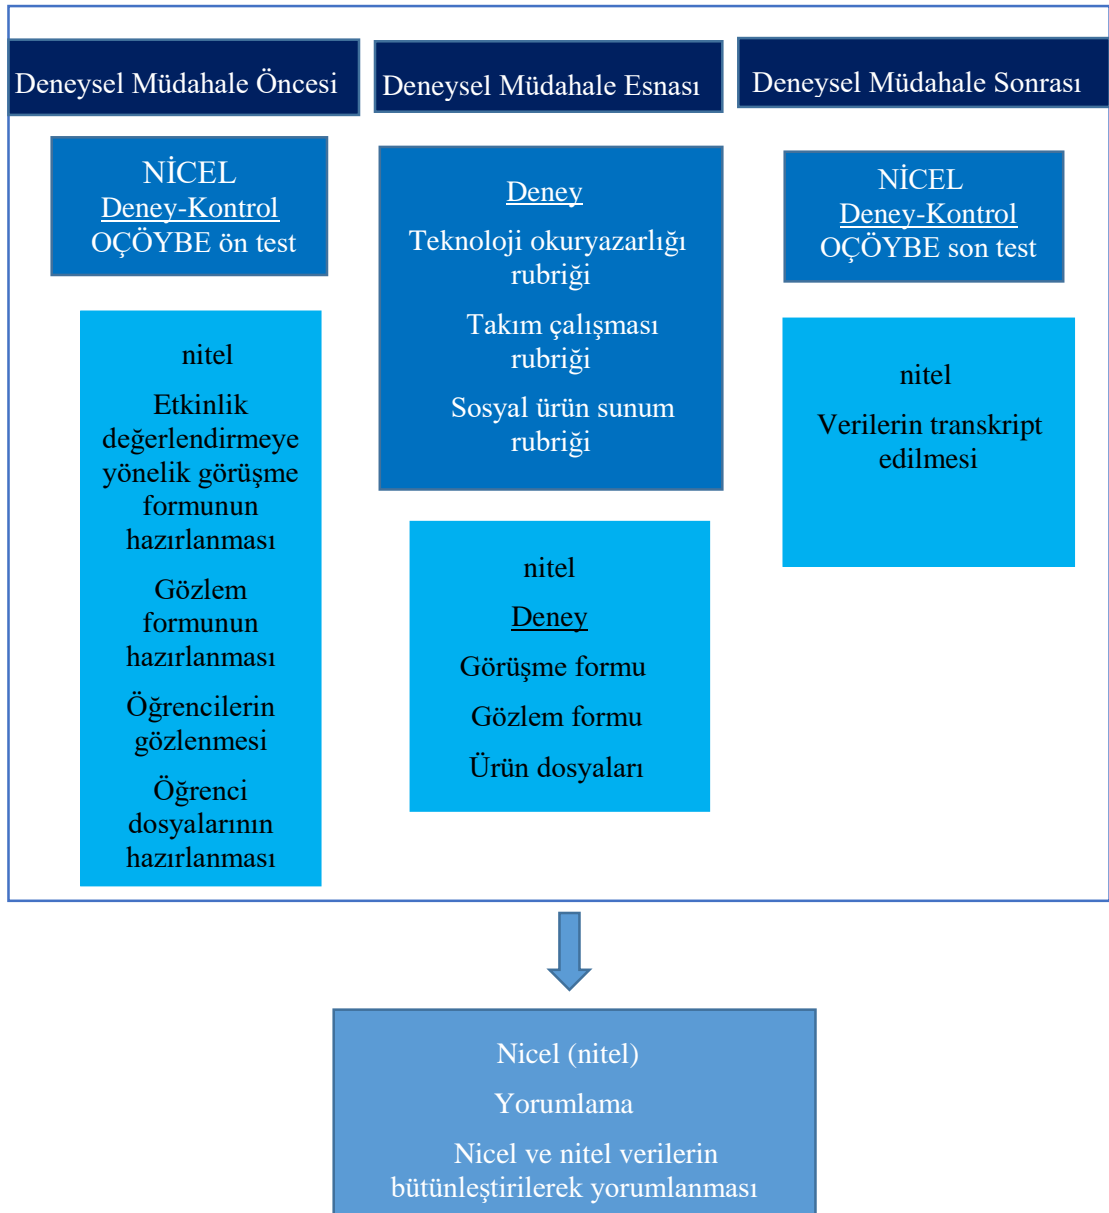 Deneysel Müdahale Öncesi
NİCEL
Deney-Kontrol
OÇÖYBE ön test
nitel
Etkinlik
değerlendirmeye
yönelik görüşme
formunun
hazırlanması
Gözlem
formunun
hazırlanması
Öğrencilerin
gözlenmesi
Öğrenci
dosyalarının
hazırlanması
Deneysel Müdahale Esnası
Deney
Teknoloji okuryazarlığı
rubriği
Takım çalışması
rubriği
Sosyal ürün sunum
rubriği
nitel
Deney
Görüşme formu
Gözlem formu
Ürün dosyaları
Deneysel Müdahale Sonrası
NİCEL
Deney-Kontrol
OÇÖYBE son test
nitel
Verilerin transkript
edilmesi
Nicel (nitel)
Yorumlama
Nicel ve nitel verilerin
bütünleştirilerek yorumlanması